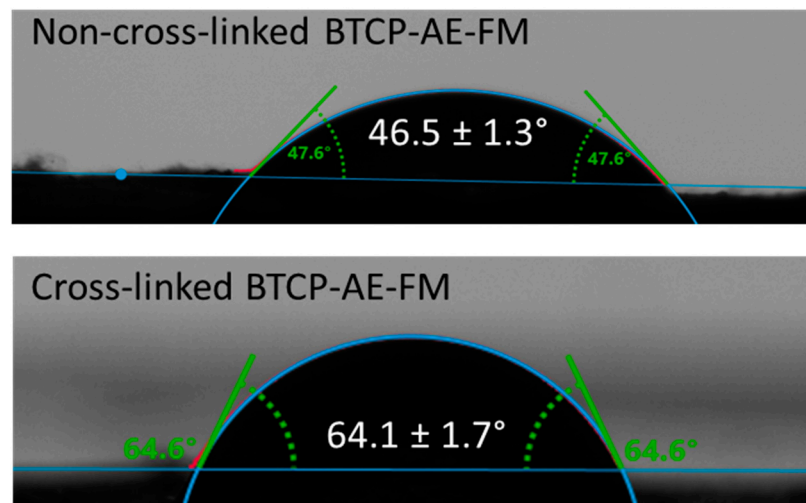 Non-cross-linked BTCP-AE-FM
46.5 ± 1.3°
47.6° 47.6°
Cross-linked BTCP-AE-FM
64.1 ± 1.7°
64.6° 64.6°